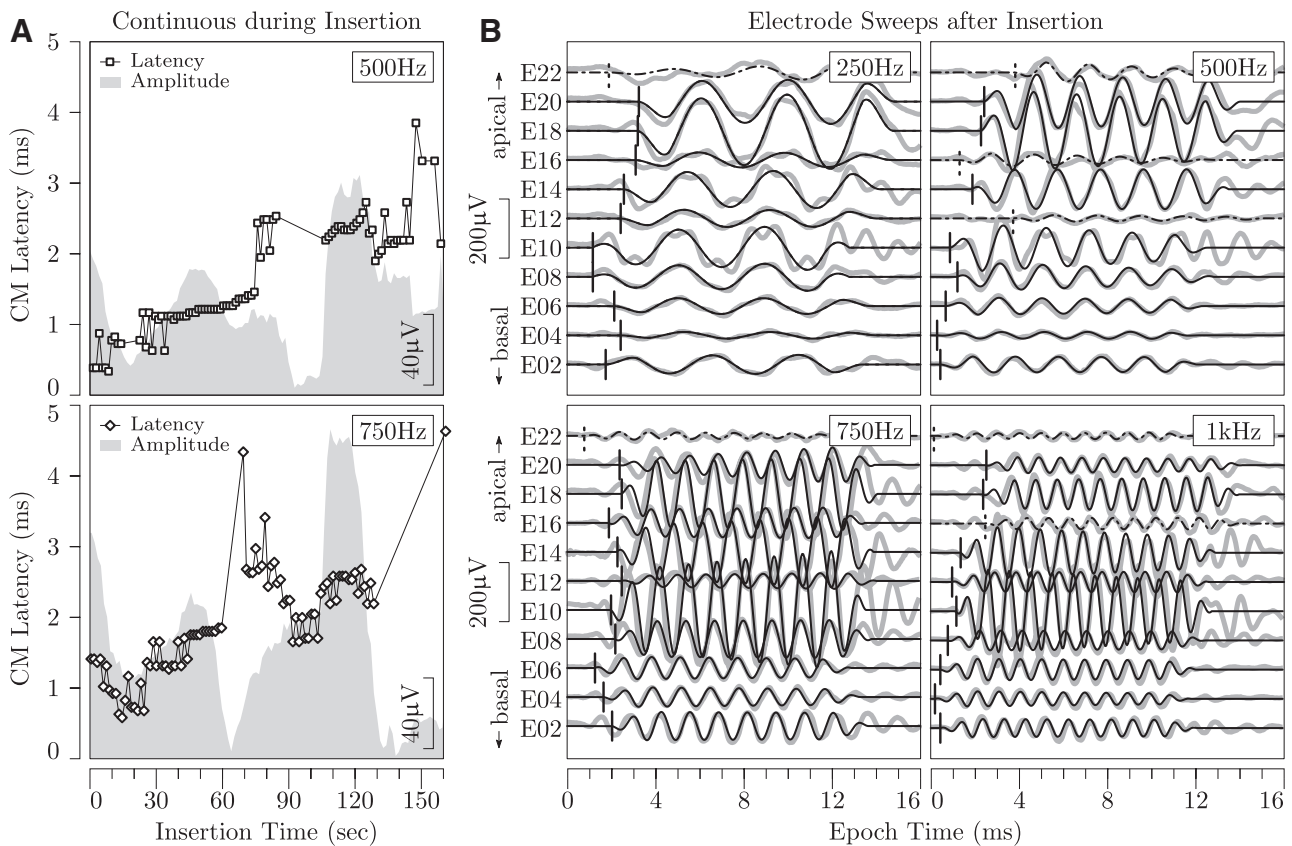 A
Continuous during Insertion
CM Latency (ms)
5
4
3
2
1
0
Latency
Amplitude
500Hz
40µV
CM Latency (ms)
5
4
3
2
1
0
Latency
Amplitude
750Hz
40µV
0 30 60 90 120 150
Insertion Time (sec)
B
Electrode Sweeps after Insertion
← basal
200µV
apical →
E22
E20
E18
E16
E14
E12
E10
E08
E06
E04
E02
250Hz
500Hz
← basal
200µV
apical →
E22
E20
E18
E16
E14
E12
E10
E08
E06
E04
E02
750Hz
1kHz
0 4 8 12 16
0 4 8 12 16
Epoch Time (ms)